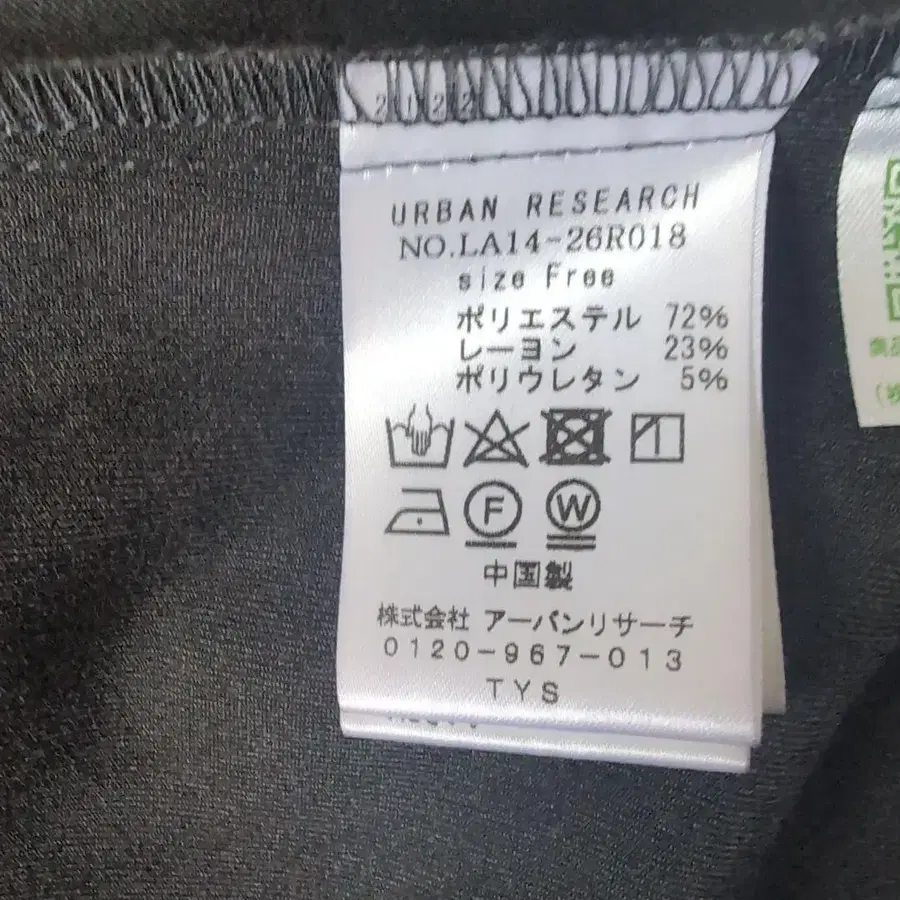 2122
URBAN RESEARCH
NO.LA14-26R018
size Free
ポリエステル 72%
レーヨン 23%
ポリウレタン 5%
F W
中国製
株式会社 アーバンリサーチ
0120-967-013
TYS